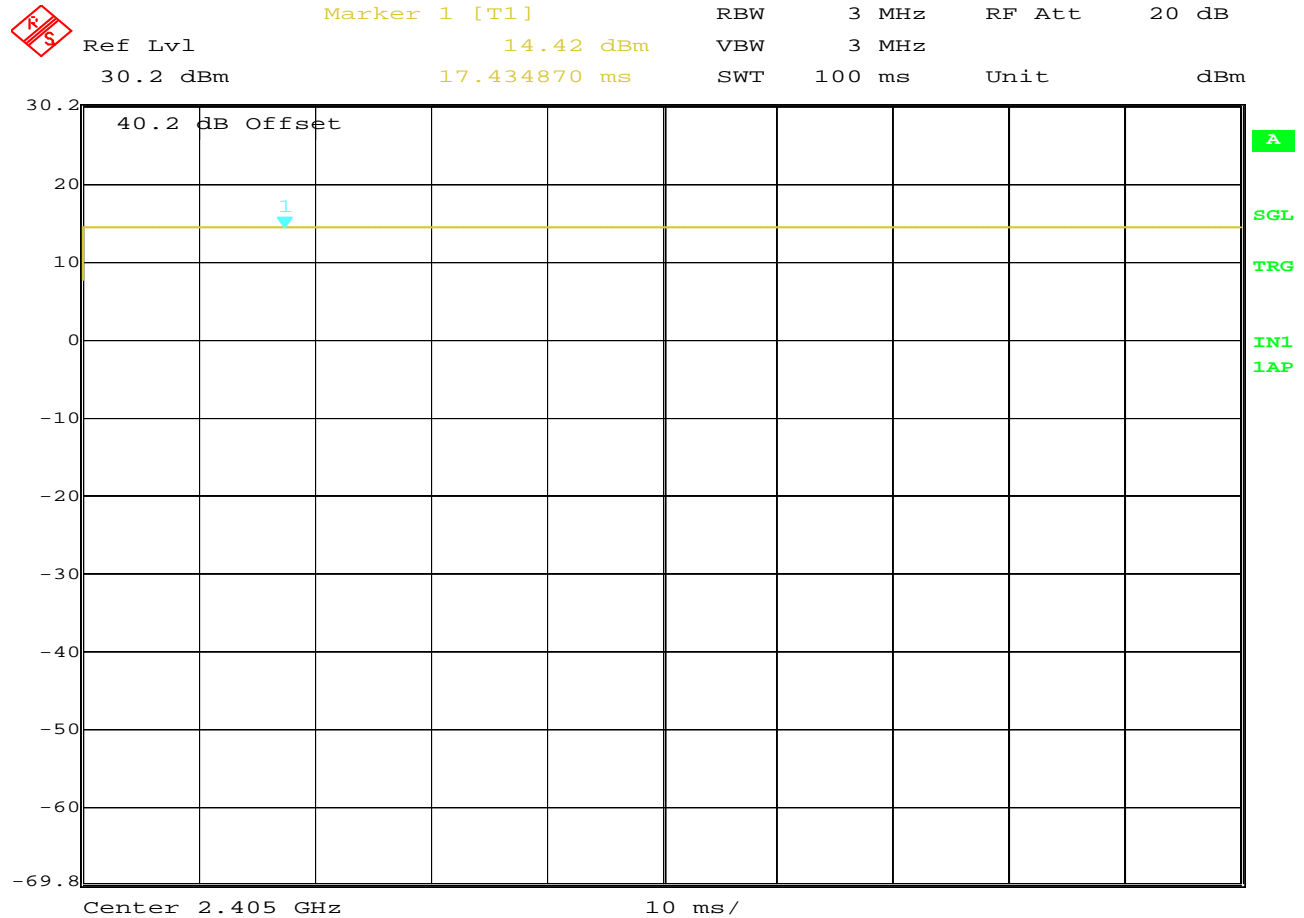 R S
Marker 1 [T1] RBW 3 MHz RF Att 20 dB
Ref Lvl 14.42 dBm VBW 3 MHz
30.2 dBm 17.434870 ms SWT 100 ms Unit dBm
30.2
40.2 dB Offset
A
20
1
SGL
10
TRG
0
IN1
1AP
-10
-20
-30
-40
-50
-60
-69.8
Center 2.405 GHz 10 ms/